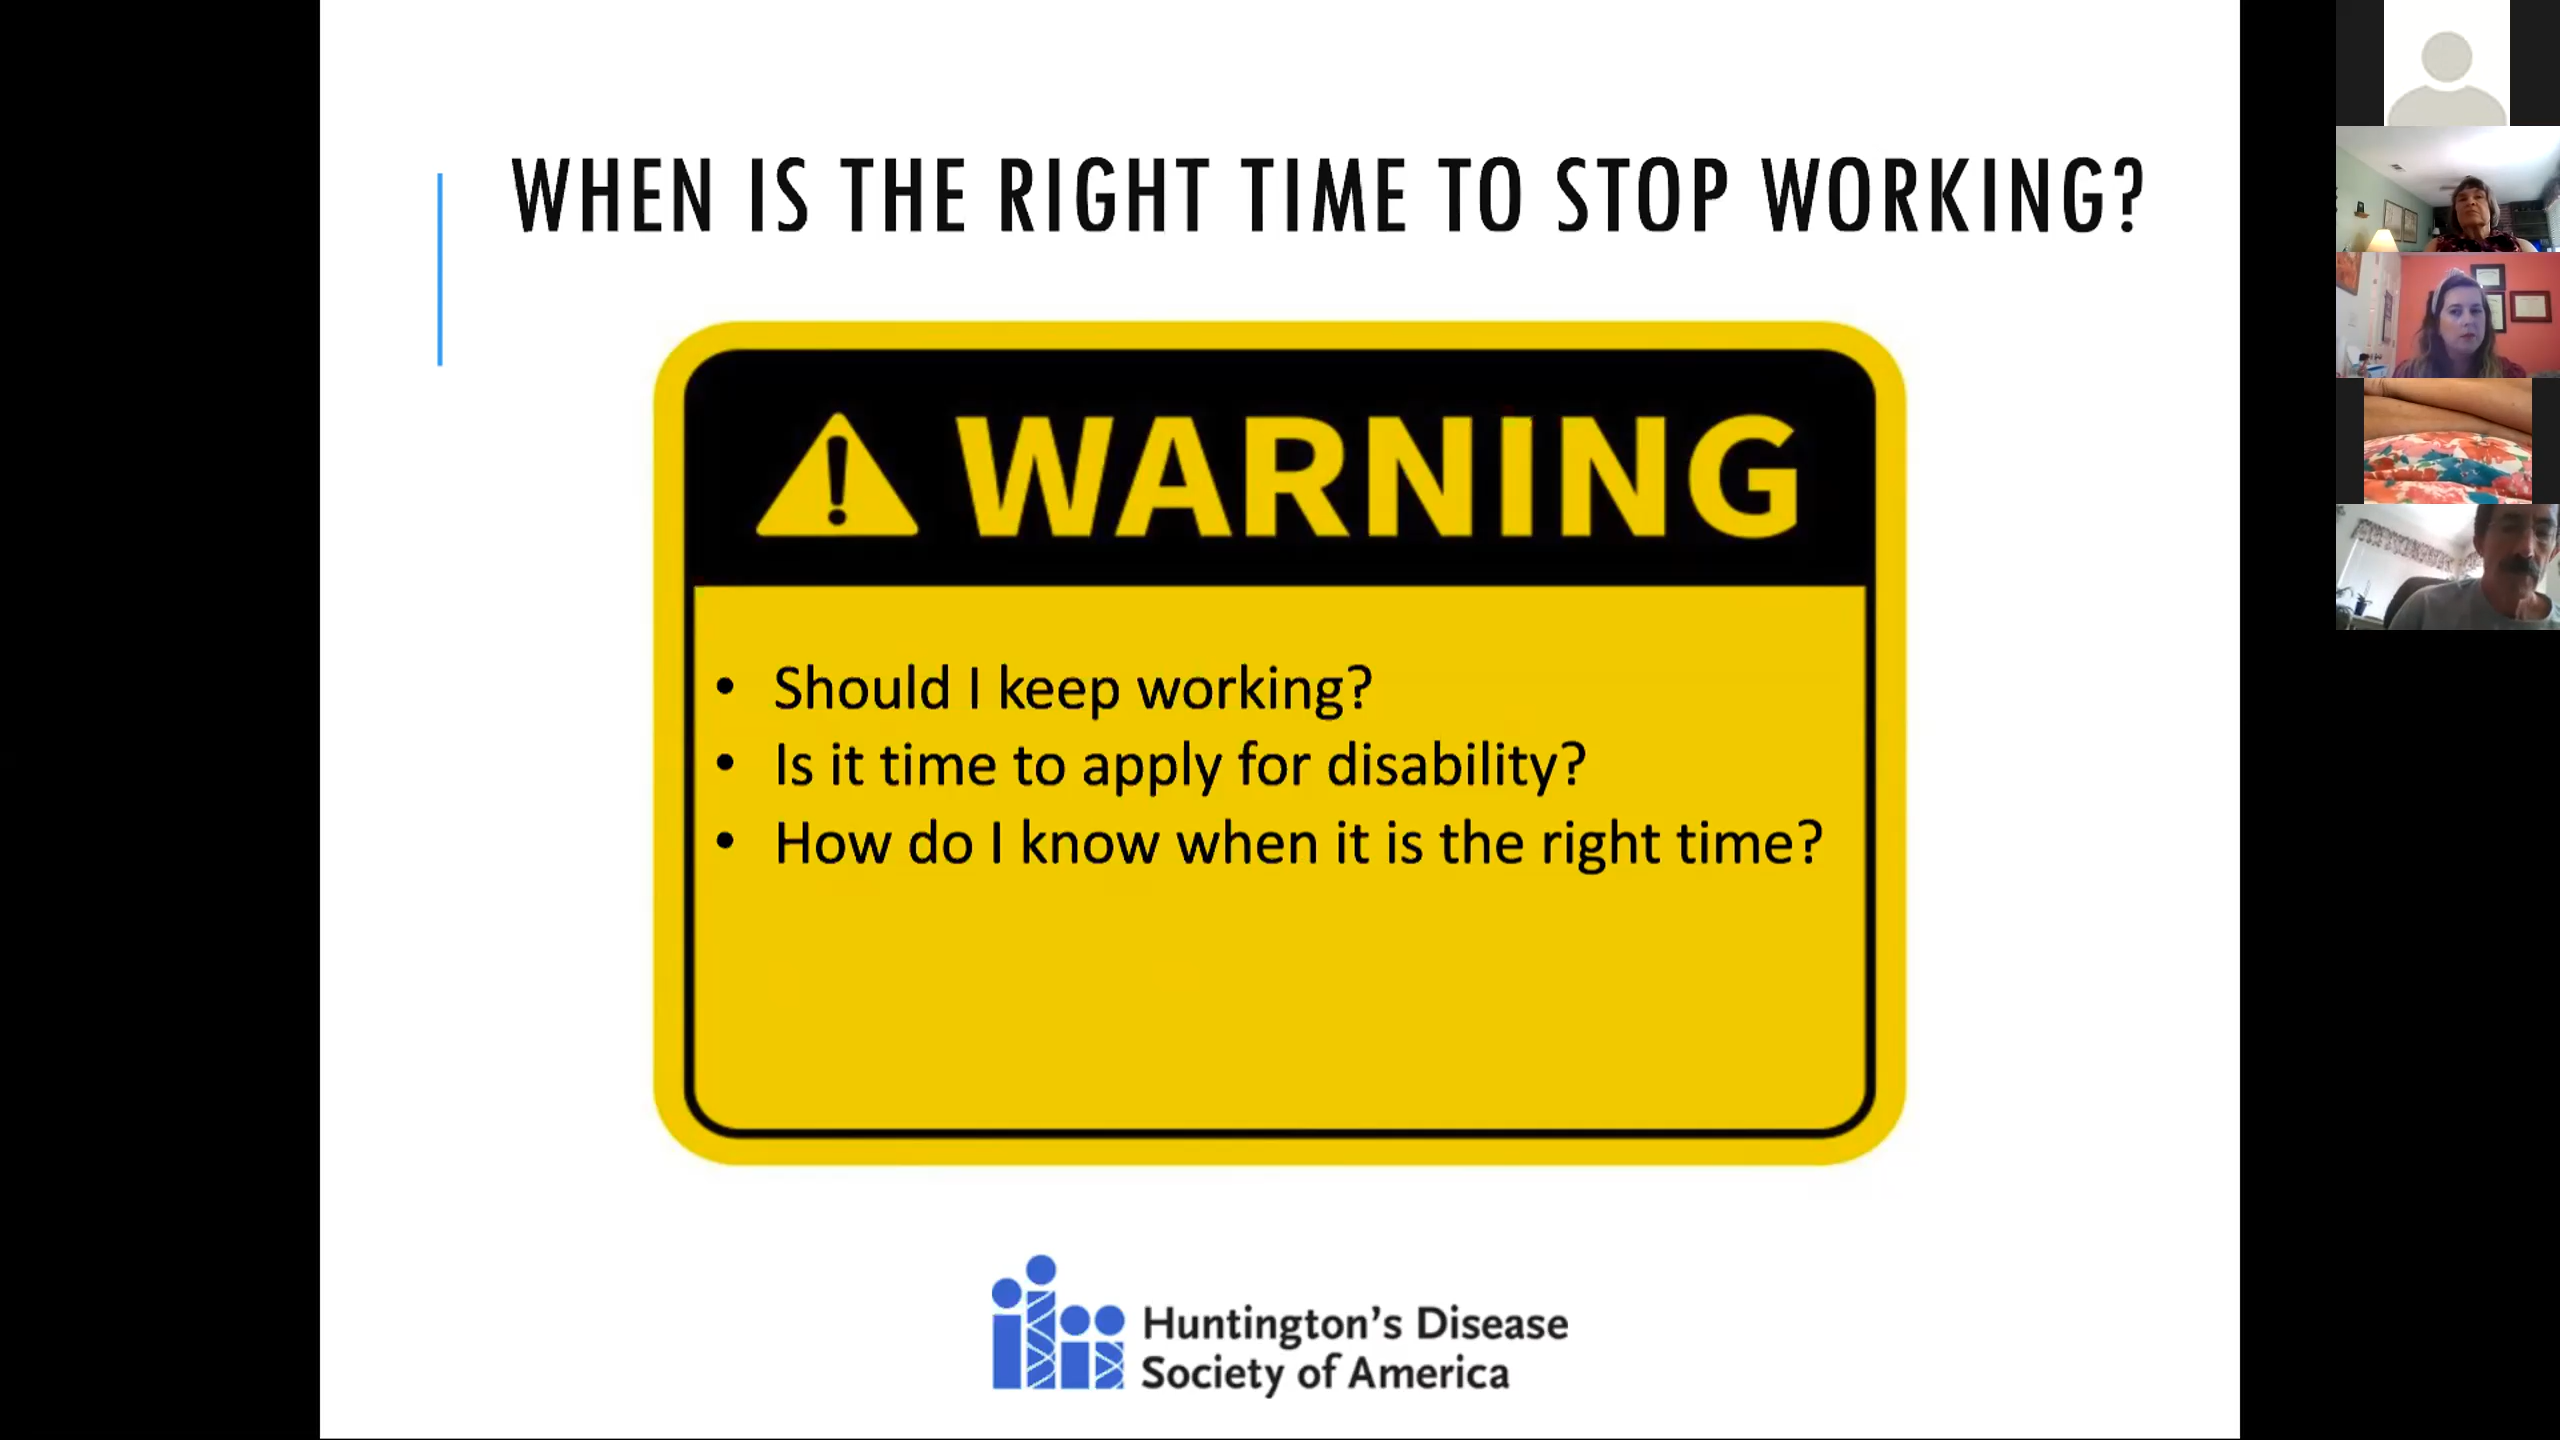 WHEN IS THE RIGHT TIME TO STOP WORKING?
WARNING
• Should I keep working?
• Is it time to apply for disability?
• How do I know when it is the right time?
Huntington's Disease
Society of America